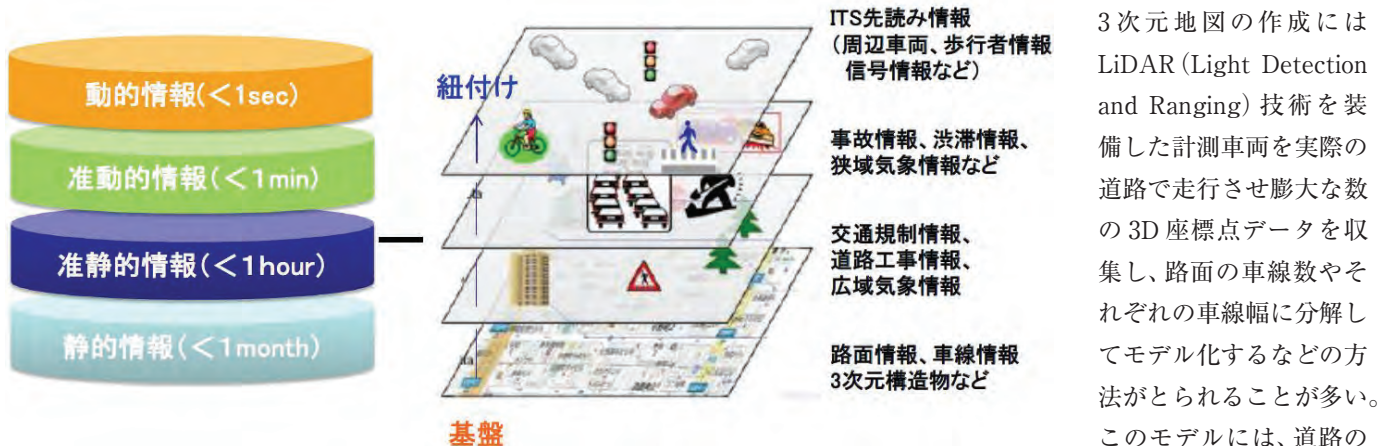 動的情報(<1sec)
准動的情報(<1min)
准静的情報(<1hour)
静的情報(<1month)
紐付け
基盤
ITS先読み情報
(周辺車両、歩行者情報
信号情報など)
事故情報、渋滞情報、
狭域気象情報など
交通規制情報、
道路工事情報、
広域気象情報
路面情報、車線情報
3次元構造物など
3次元地図の作成には
LiDAR(Light Detection
and Ranging)技術を装
備した計測車両を実際の
道路で走行させ膨大な数
の3D座標点データを収
集し、路面の車線数やそ
れぞれの車線幅に分解し
てモデル化するなどの方
法がとられることが多い。
このモデルには、道路の